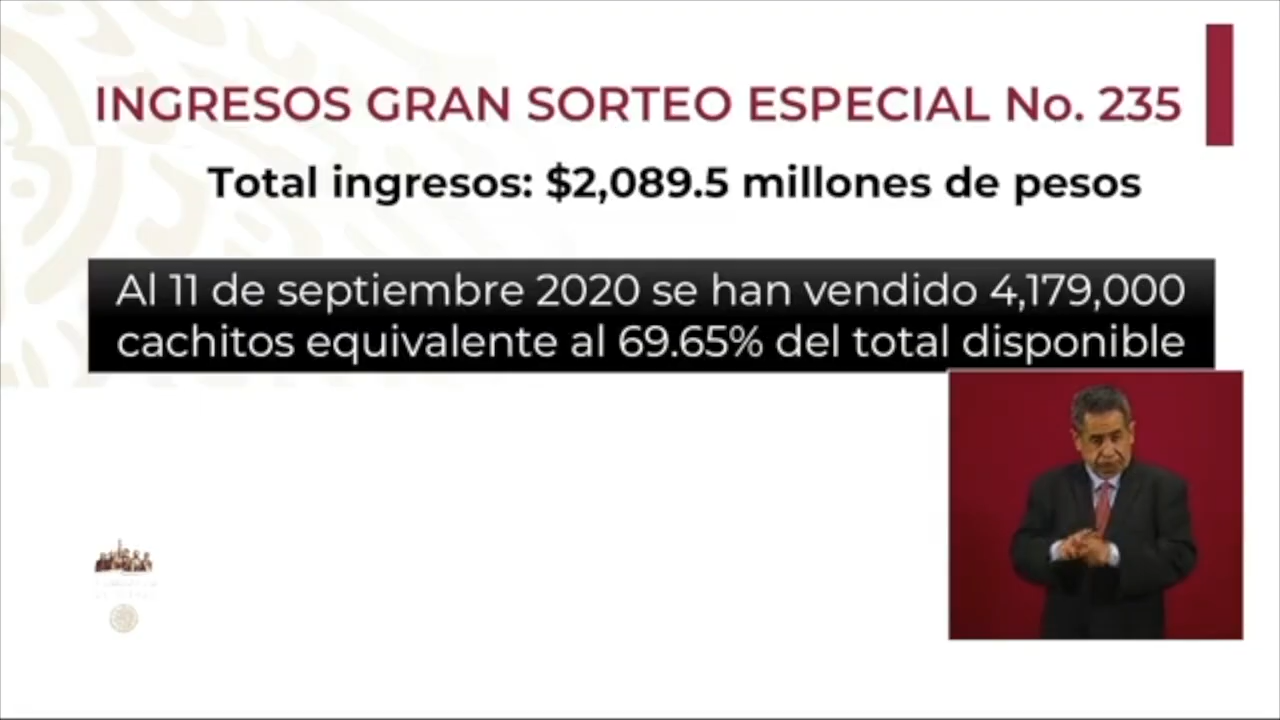 INGRESOS GRAN SORTEO ESPECIAL No. 235
Total ingresos: $2,089.5 millones de pesos
Al 11 de septiembre 2020 se han vendido 4,179,000
cachitos equivalente al 69.65% del total disponible